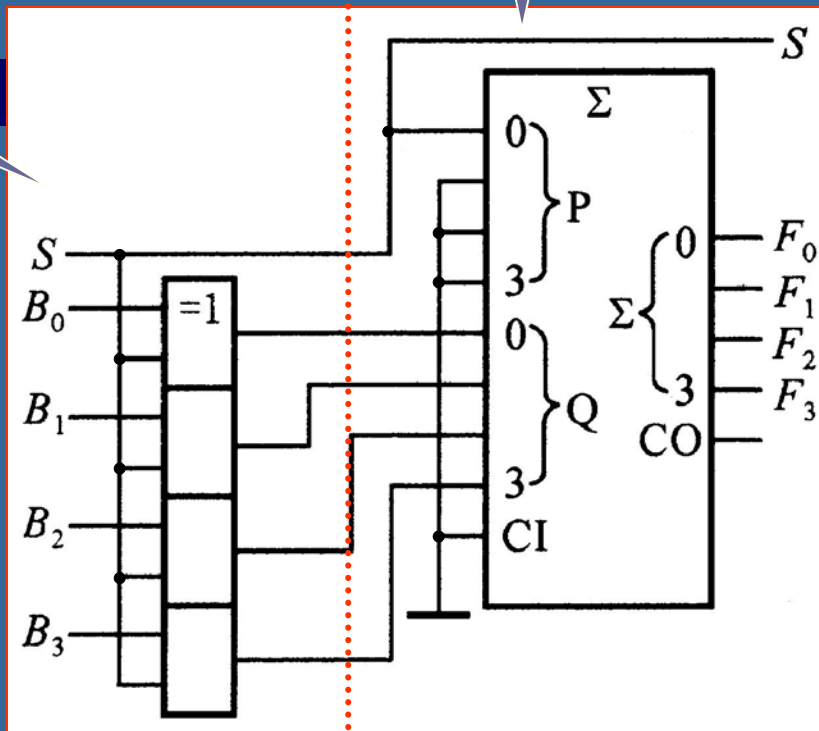 S
Σ
0
P
3
S
B₀
=1
0
Q
3
CI
B₁
B₂
B₃
Σ
0
3
F₀
F₁
F₂
F₃
CO